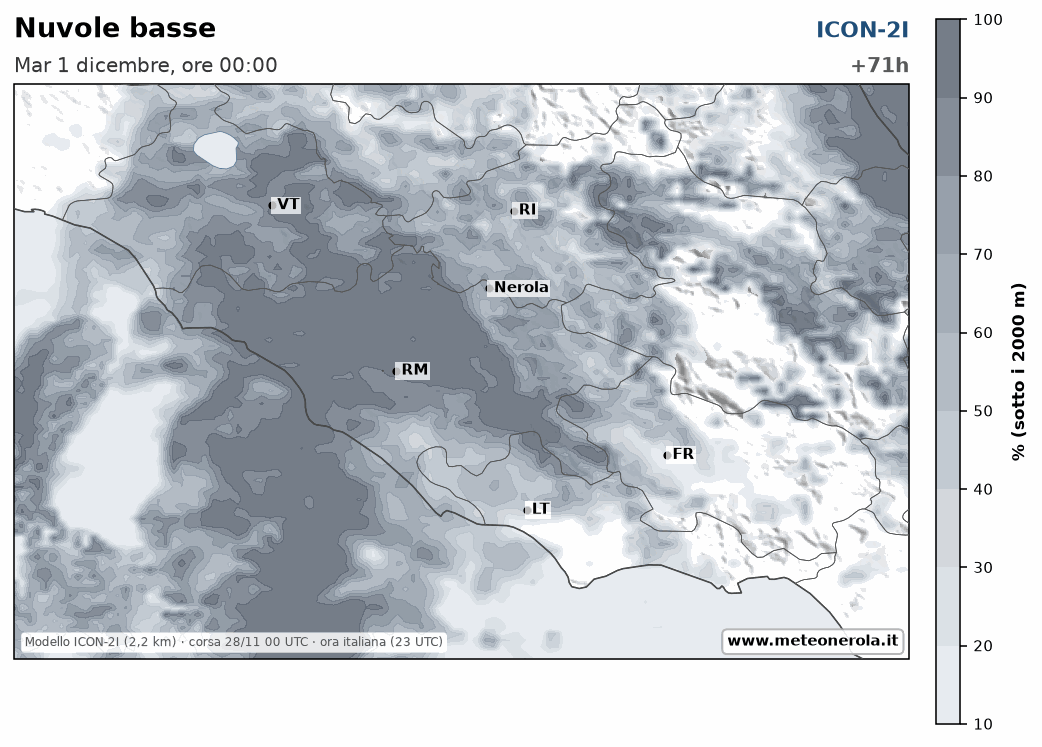 Nuvole basse
ICON-2I
Mar 1 dicembre, ore 00:00
+71h
VT
RI
Nerola
RM
FR
LT
Modello ICON-2I (2,2 km) · corsa 28/11 00 UTC · ora italiana (23 UTC)
www.meteonerola.it
100
90
80
70
60
50
40
30
20
10
% (sotto i 2000 m)